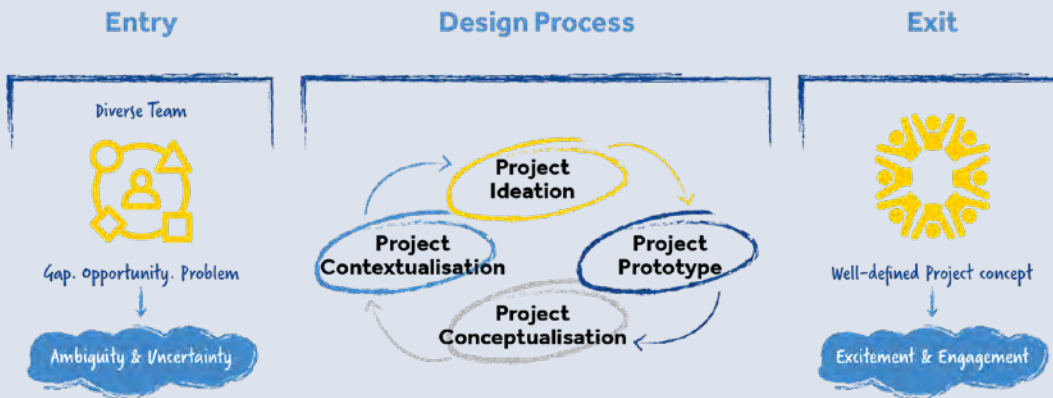 Entry
Design Process
Exit
Diverse Team
Gap. Opportunity. Problem
Ambiguity & Uncertainty
Project
Ideation
Project
Contextualisation
Project
Prototype
Project
Conceptualisation
Well-defined Project concept
Excitement & Engagement